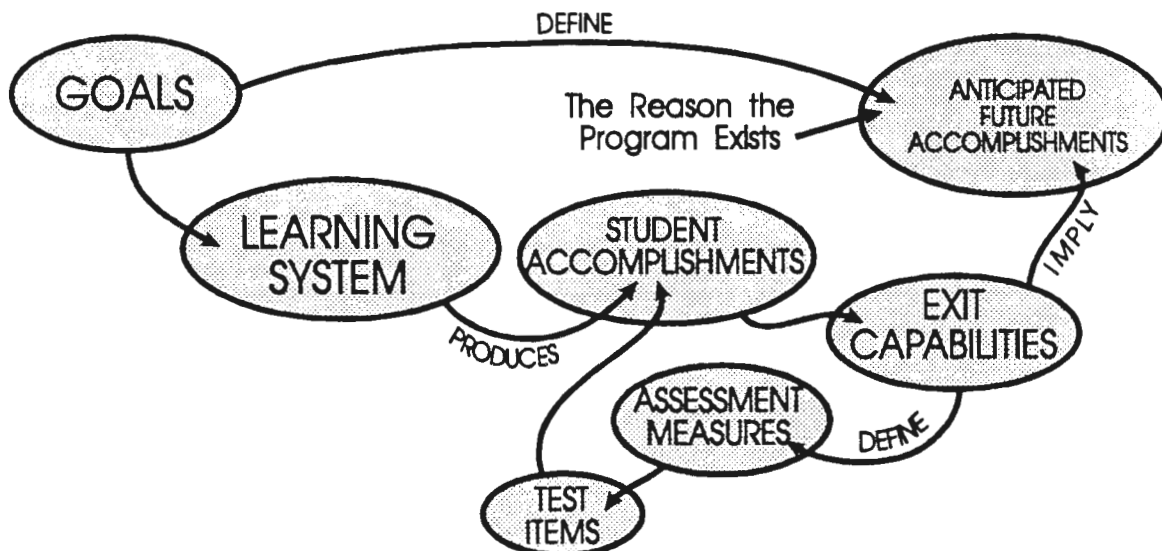 DEFINE
GOALS
ANTICIPATED
FUTURE
ACCOMPLISHMENTS
The Reason the
Program Exists
LEARNING
SYSTEM
STUDENT
ACCOMPLISHMENTS
IMPLY
EXIT
CAPABILITIES
PRODUCES
ASSESSMENT
MEASURES
DEFINE
TEST
ITEMS